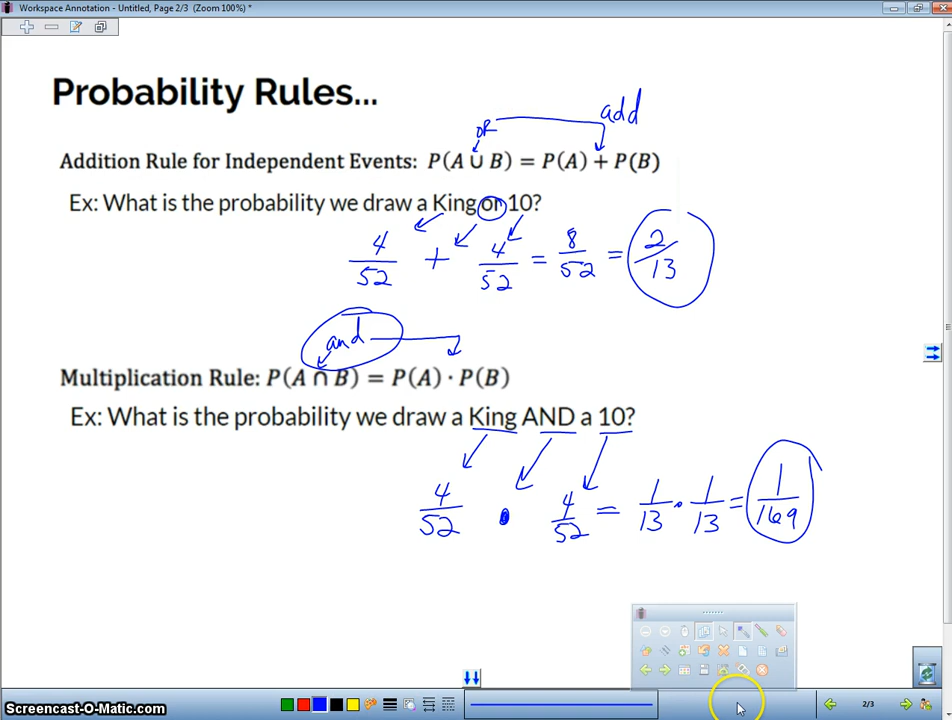 Workspace Annotation - Untitled, Page 2/3 (Zoom 100%) *
Probability Rules...
add
or
Addition Rule for Independent Events: P(A ∪ B) = P(A) + P(B)
Ex: What is the probability we draw a King or 10?
4/52 + 4/52 = 8/52 = 2/13
and
Multiplication Rule: P(A ∩ B) = P(A) · P(B)
Ex: What is the probability we draw a King AND a 10?
4/52 · 4/52 = 1/13 · 1/13 = 1/169
Screencast-O-Matic.com
2/3